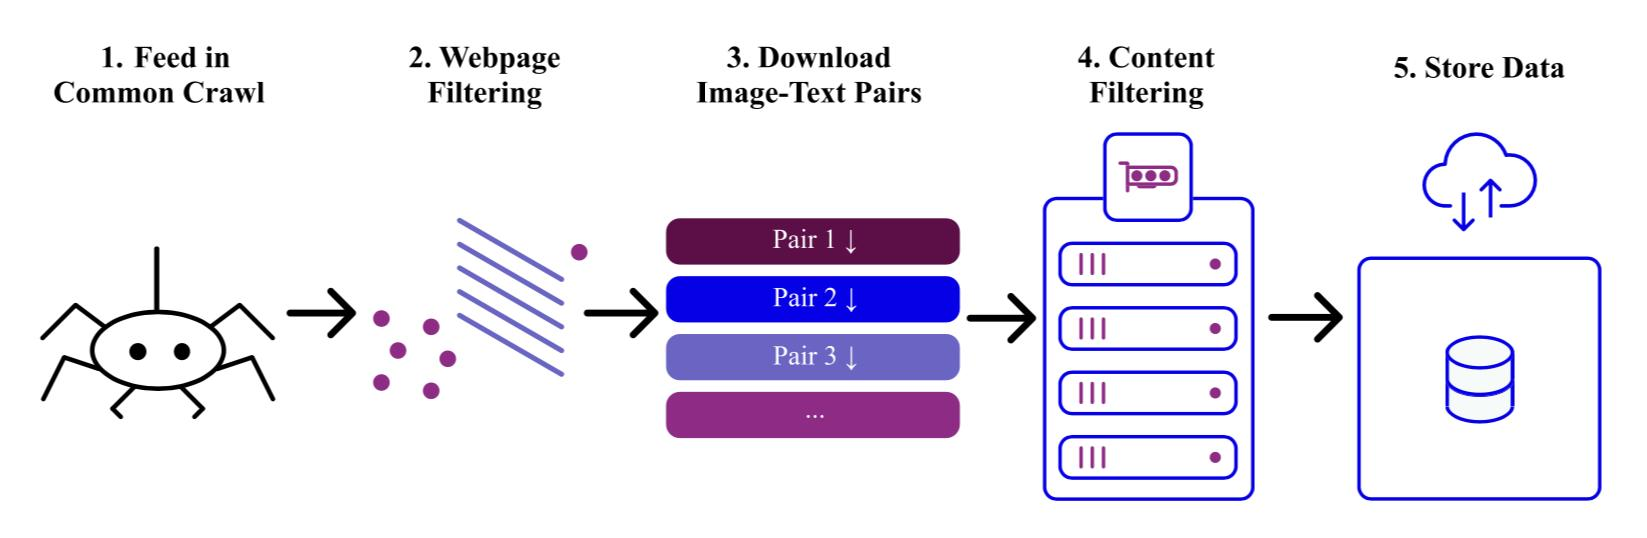 1. Feed in
Common Crawl
2. Webpage
Filtering
3. Download
Image-Text Pairs
4. Content
Filtering
5. Store Data
Pair 1 ↓
Pair 2 ↓
Pair 3 ↓
...